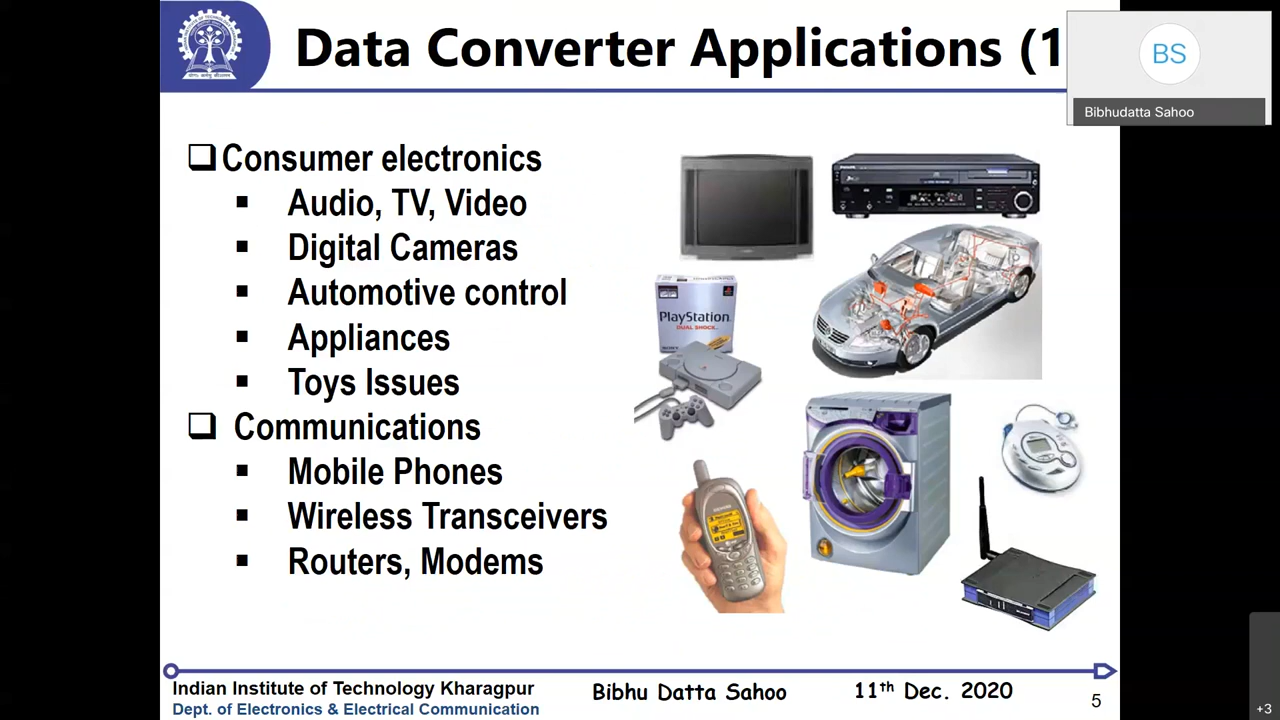 Data Converter Applications (1
BS
Bibhudatta Sahoo
Consumer electronics
Audio, TV, Video
Digital Cameras
Automotive control
Appliances
Toys Issues
Communications
Mobile Phones
Wireless Transceivers
Routers, Modems
PlayStation
DUAL SHOCK
Indian Institute of Technology Kharagpur
Dept. of Electronics & Electrical Communication
Bibhu Datta Sahoo
11th Dec. 2020
5
+3